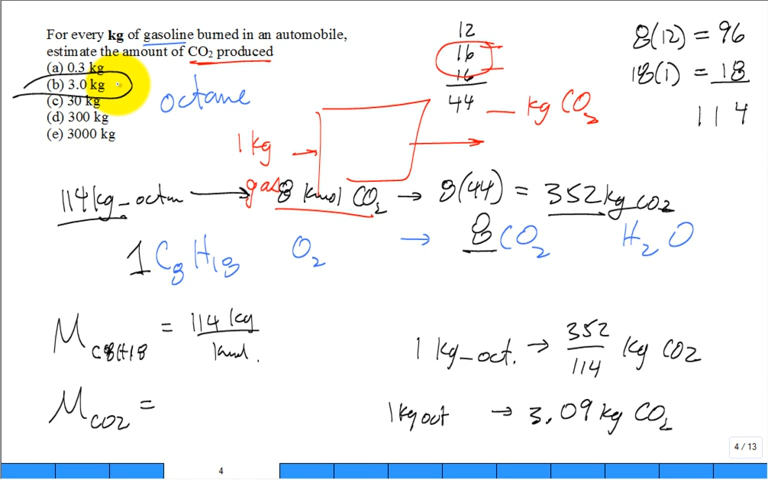 For every kg of gasoline burned in an automobile,
estimate the amount of CO2 produced
(a) 0.3 kg
(b) 3.0 kg
(c) 30 kg
(d) 300 kg
(e) 3000 kg
octane
12
16
16
44
8(12) = 96
18(1) = 18
114
1 kg
gas
kg CO2
114 kg-octan → 8 kmol CO2 → 8(44) = 352 kg CO2
1 C8H18 O2 → 8 CO2 H2O
M C8H18 = 114 kg
kmol.
M CO2 =
1 kg-oct. → 352
114 kg CO2
1 kg oct → 3.09 kg CO2
4 / 13
4